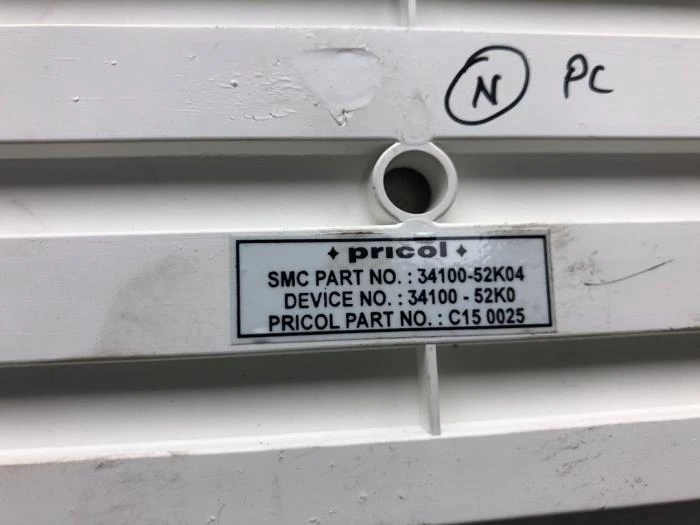 N PC
pricol
SMC PART NO. : 34100-52K04
DEVICE NO. : 34100 - 52K0
PRICOL PART NO. : C15 0025